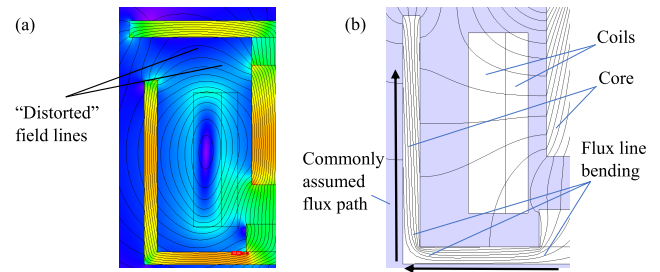 (a)
"Distorted"
field lines
(b)
Coils
Core
Flux line
bending
Commonly
assumed
flux path